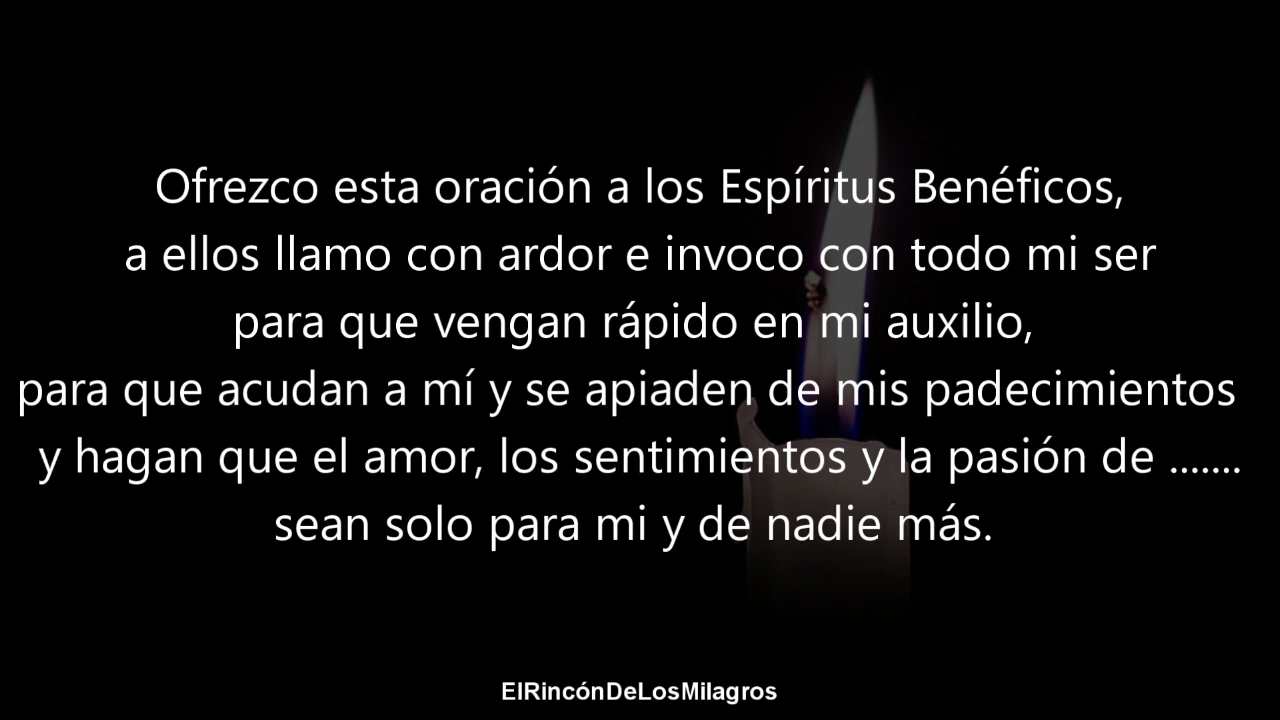 Ofrezco esta oración a los Espíritus Benéficos,
a ellos llamo con ardor e invoco con todo mi ser
para que vengan rápido en mi auxilio,
para que acudan a mí y se apiaden de mis padecimientos
y hagan que el amor, los sentimientos y la pasión de .......
sean solo para mi y de nadie más.
ElRincónDeLosMilagros